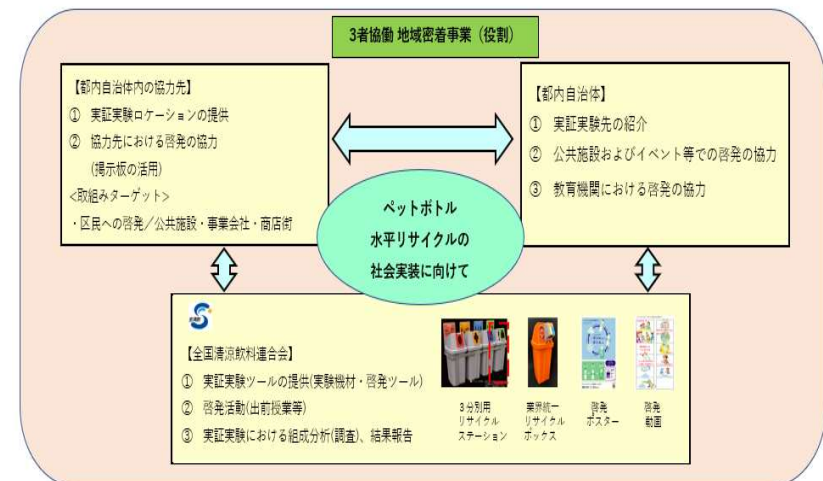 3者協働 地域密着事業（役割）
【都内自治体内の協力先】
① 実証実験ロケーションの提供
② 協力先における啓発の協力
(掲示板の活用)
<取組みターゲット>
・区民への啓発／公共施設・事業会社・商店街
【都内自治体】
① 実証実験先の紹介
② 公共施設およびイベント等での啓発の協力
③ 教育機関における啓発の協力
ペットボトル
水平リサイクルの
社会実装に向けて
【全国清涼飲料連合会】
① 実証実験ツールの提供(実験機材・啓発ツール)
② 啓発活動(出前授業等)
③ 実証実験における組成分析(調査)、結果報告
3分別用
リサイクル
ステーション
業界統一
リサイクル
ボックス
啓発
ポスター
啓発
動画